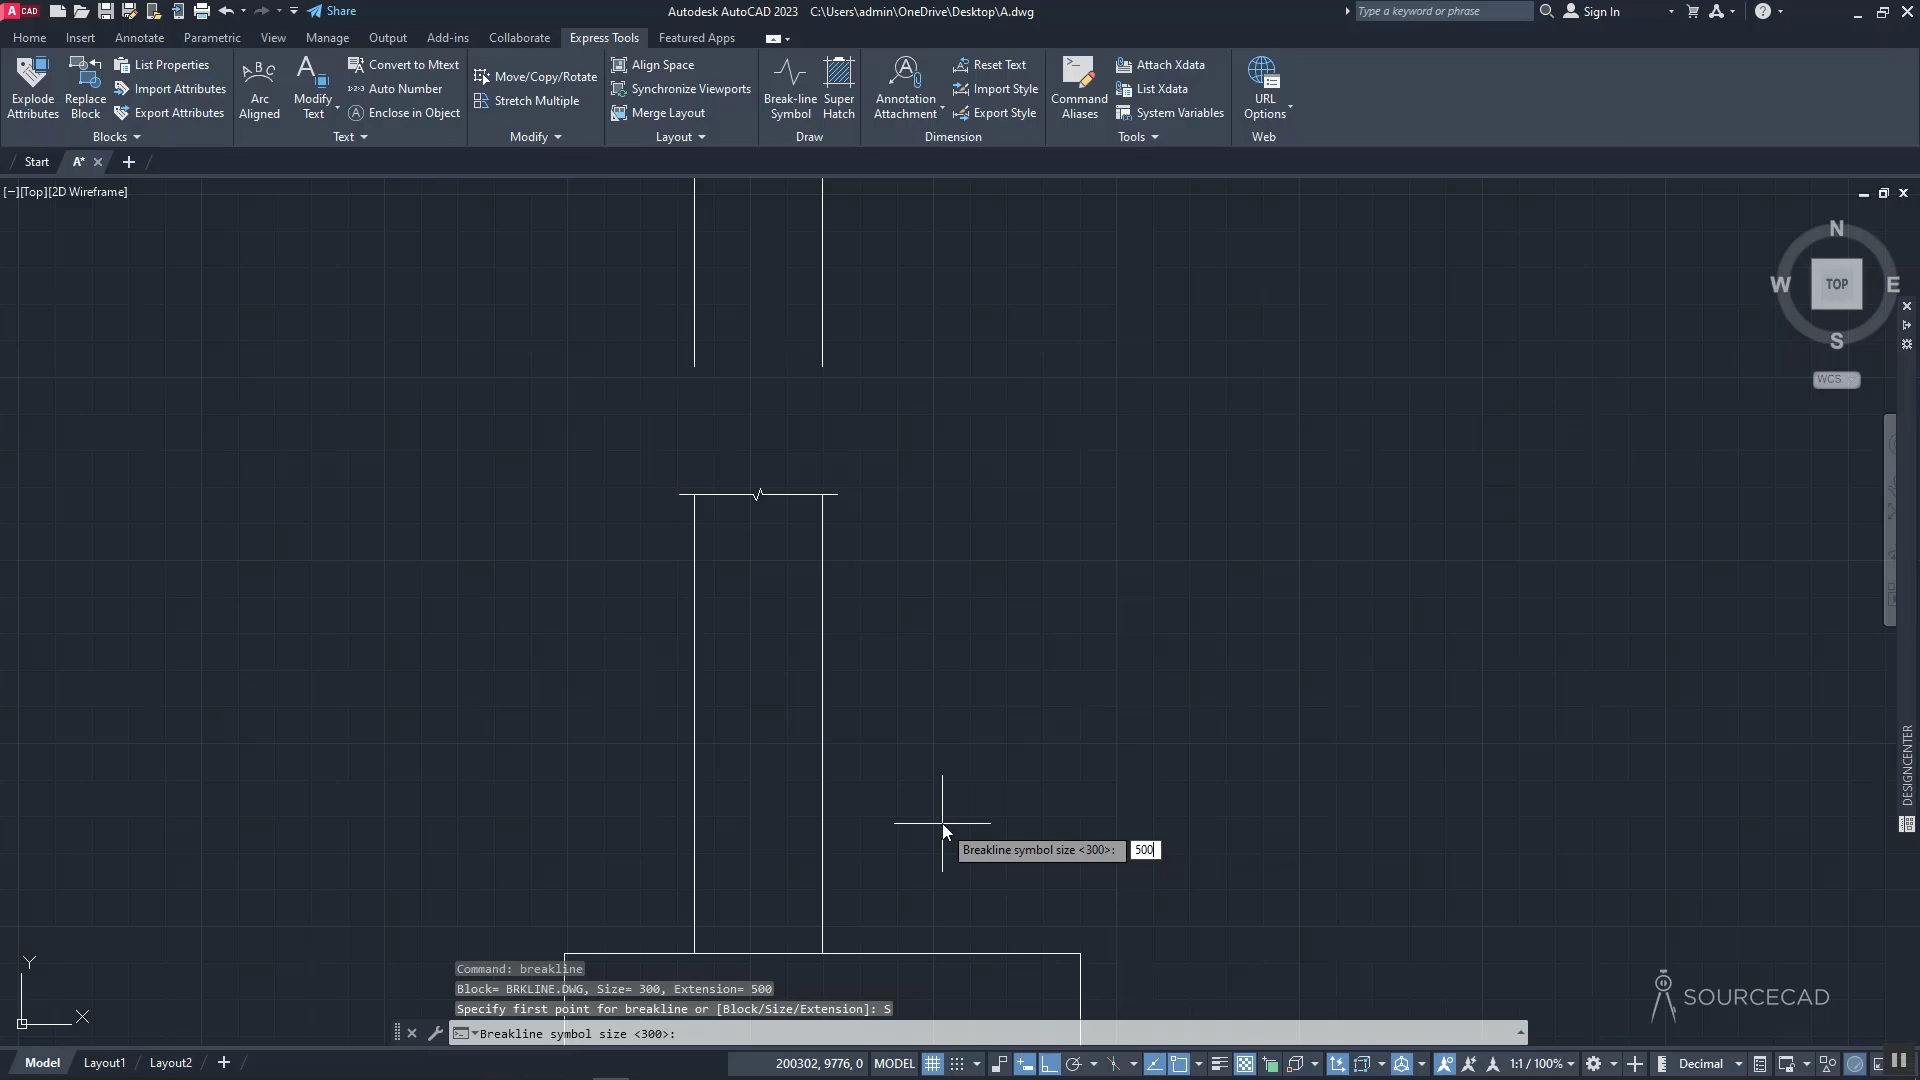 A CAD
Share
Autodesk AutoCAD 2023 C:\Users\admin\OneDrive\Desktop\A.dwg
Type a keyword or phrase
Sign In
Home Insert Annotate Parametric View Manage Output Add-ins Collaborate Express Tools Featured Apps
Explode Attributes
Replace Block
List Properties
Import Attributes
Export Attributes
Blocks
ABC
Arc Aligned
Modify Text
Convert to Mtext
Auto Number
Enclose in Object
Text
Move/Copy/Rotate
Stretch Multiple
Modify
Align Space
Synchronize Viewports
Merge Layout
Layout
Break-line Symbol
Super Hatch
Draw
Annotation Attachment
Reset Text
Import Style
Export Style
Dimension
Command Aliases
Attach Xdata
List Xdata
System Variables
Tools
URL Options
Web
Start A*
[−][Top][2D Wireframe]
N
W TOP E
S
WCS
DESIGNCENTER
Breakline symbol size <300>: 500
Y
X
Command: breakline
Block= BRKLINE.DWG, Size= 300, Extension= 500
Specify first point for breakline or [Block/Size/Extension]: S
Breakline symbol size <300>:
SOURCECAD
Model Layout1 Layout2
200302, 9776, 0 MODEL
1:1 / 100%
Decimal